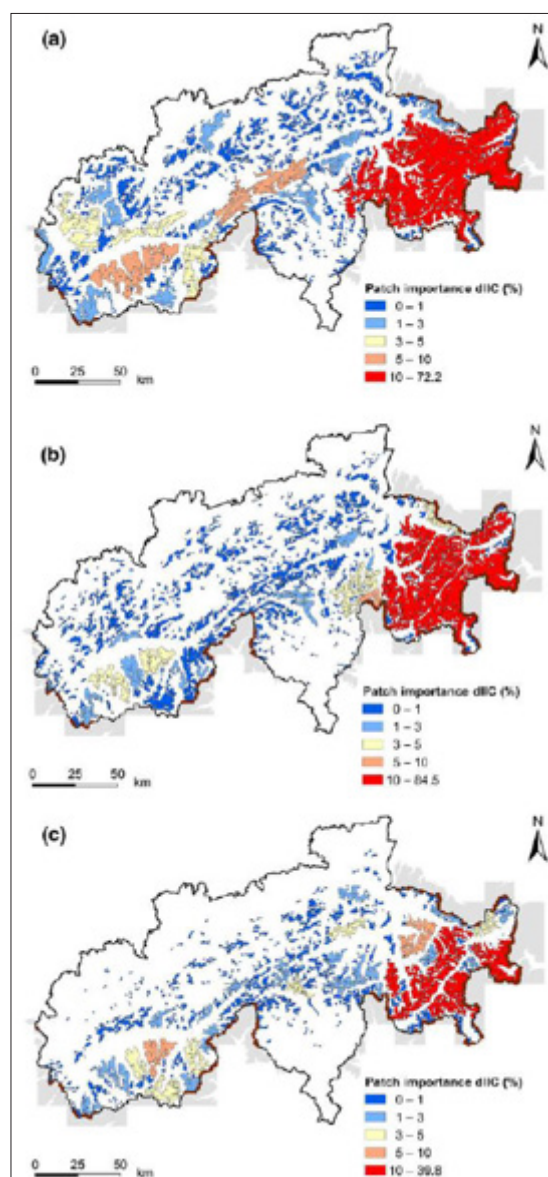 (a)
N
Patch importance dIIC (%)
0 – 1
1 – 3
3 – 5
5 – 10
10 – 72.2
0 25 50
km
(b)
N
Patch importance dIIC (%)
0 – 1
1 – 3
3 – 5
5 – 10
10 – 84.5
0 25 50
km
(c)
N
Patch importance dIIC (%)
0 – 1
1 – 3
3 – 5
5 – 10
10 – 39.8
0 25 50
km